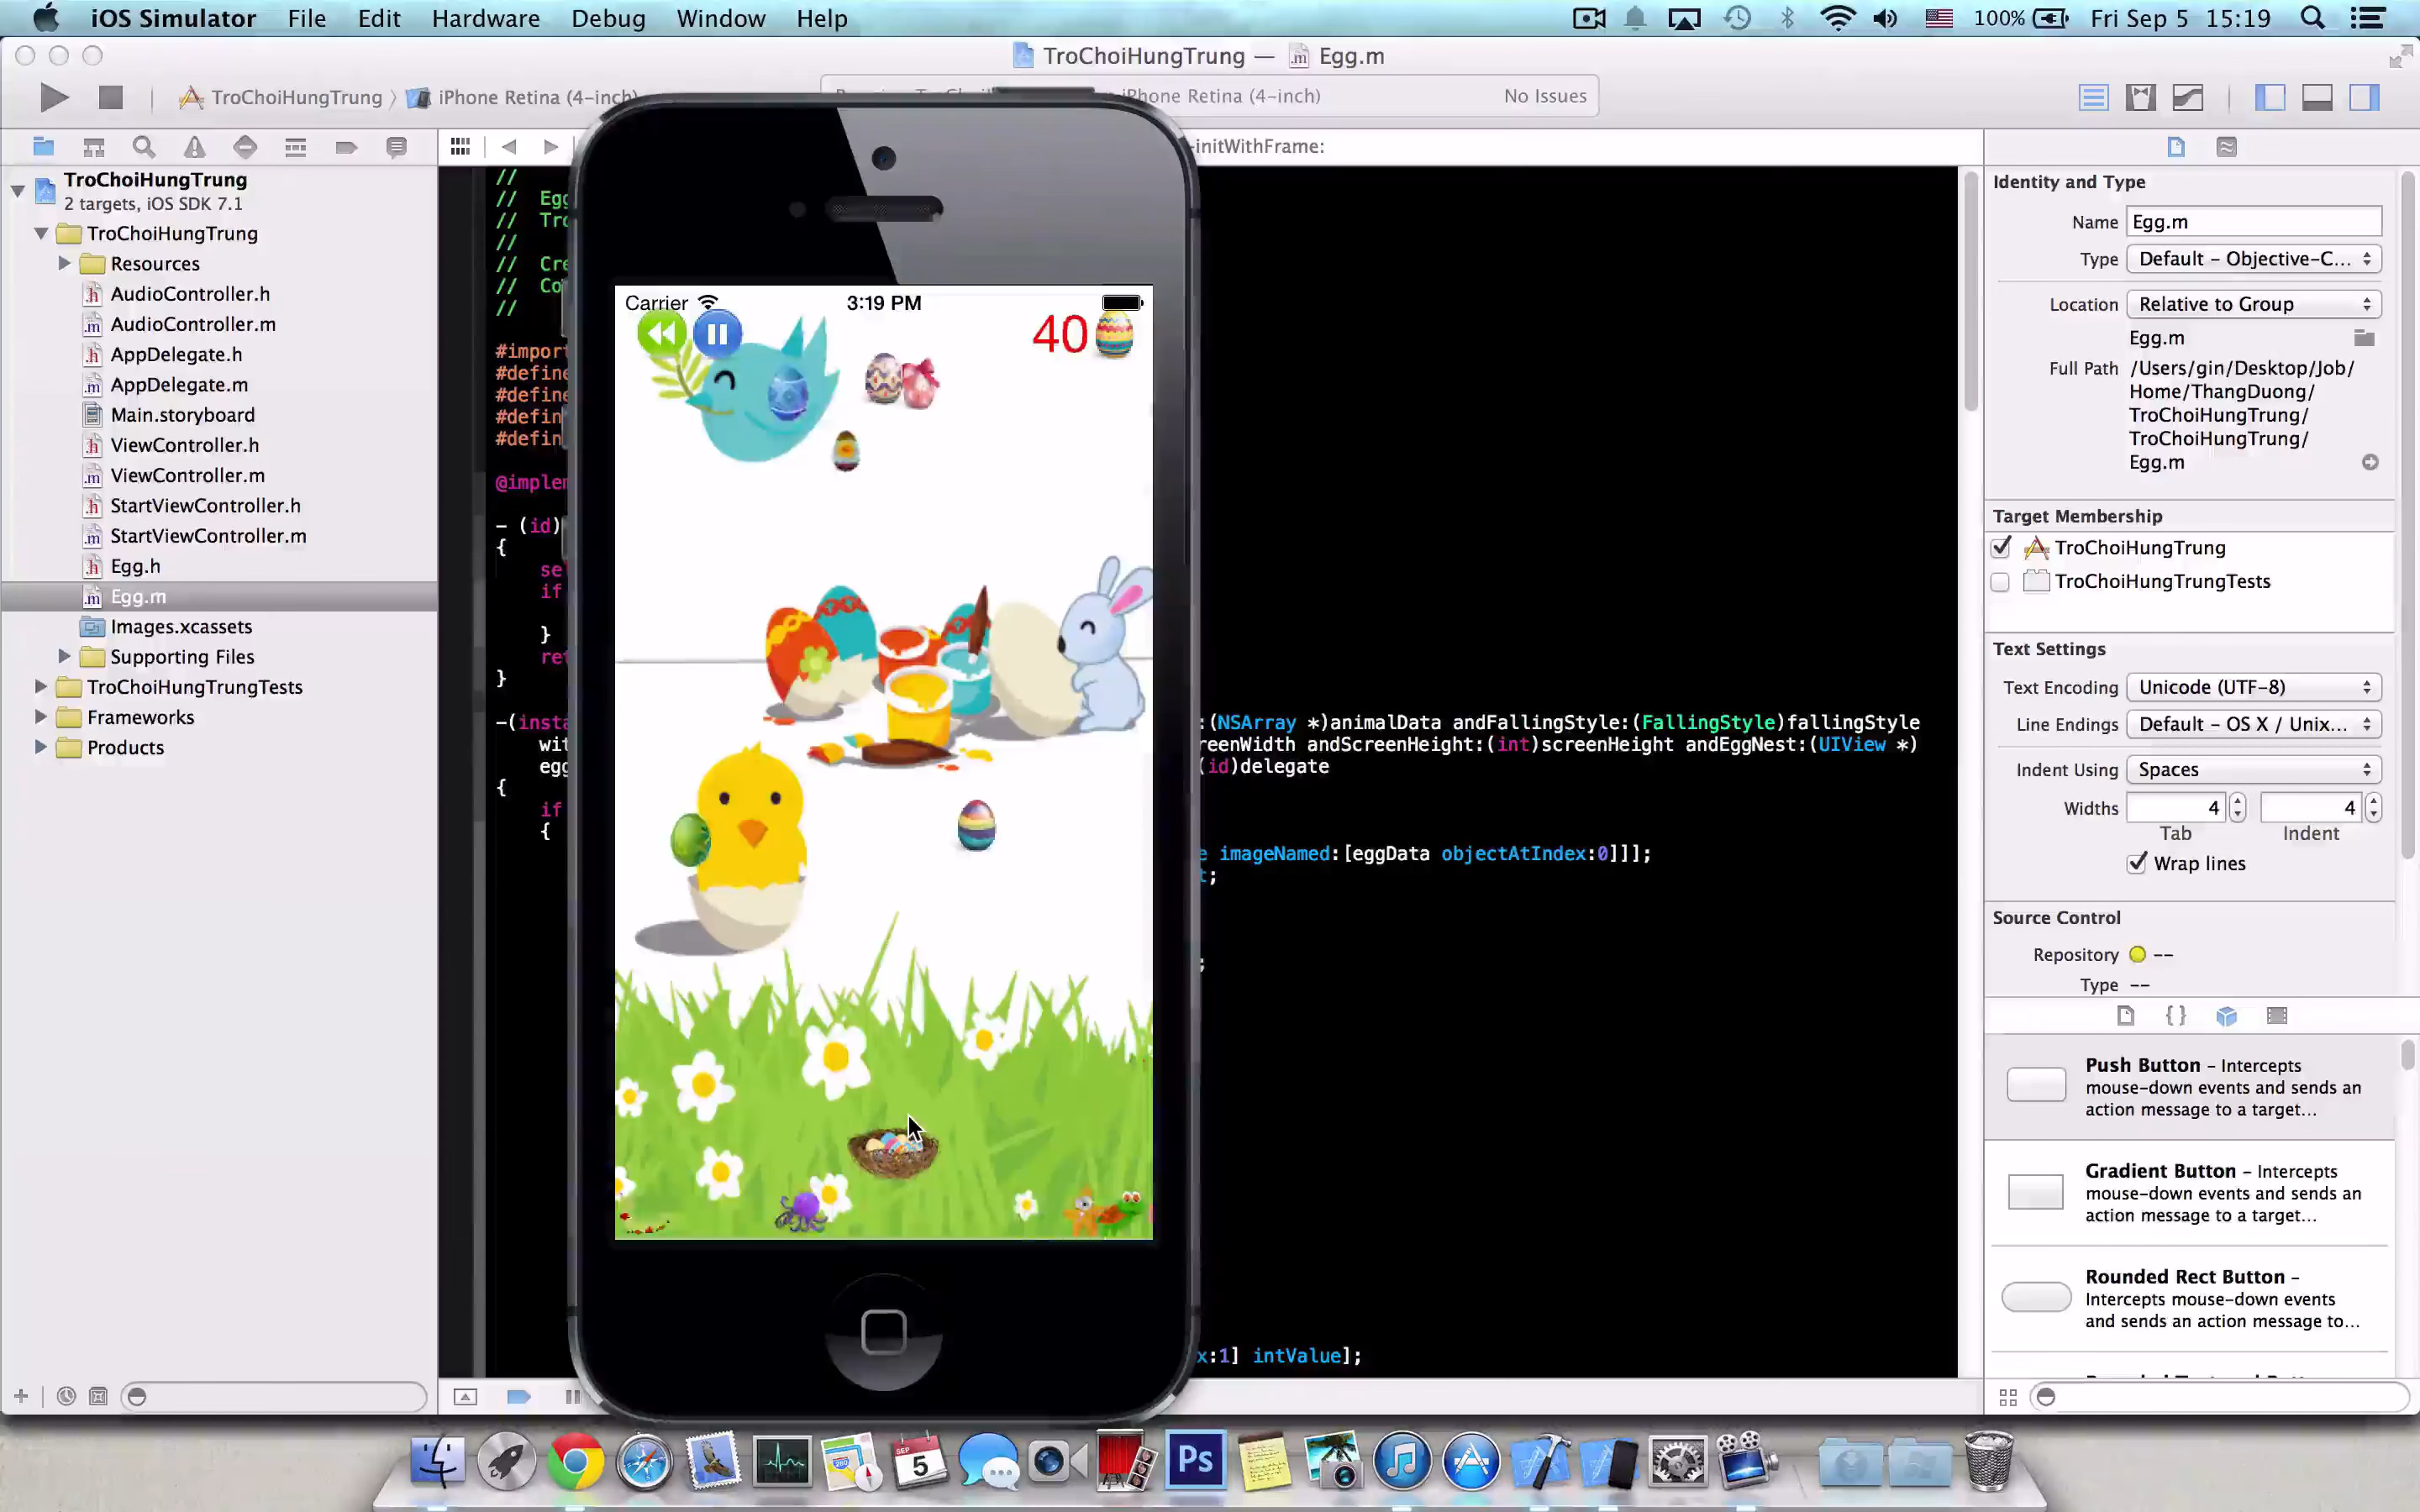 iOS Simulator File Edit Hardware Debug Window Help 100% Fri Sep 5 15:19
TroChoiHungTrung — Egg.m
TroChoiHungTrung iPhone Retina (4-inch) iPhone Retina (4-inch) No Issues
initWithFrame:
TroChoiHungTrung
2 targets, iOS SDK 7.1
TroChoiHungTrung
Resources
AudioController.h
AudioController.m
AppDelegate.h
AppDelegate.m
Main.storyboard
ViewController.h
ViewController.m
StartViewController.h
StartViewController.m
Egg.h
Egg.m
Images.xcassets
Supporting Files
TroChoiHungTrungTests
Frameworks
Products
//
// Egg
// Tro
//
// Cre
// Co
//
#import
#define
#define
#defin
#defin
@implem
- (id)
{
se
if
}
ret
}
-(insta :(NSArray *)animalData andFallingStyle:(FallingStyle)fallingStyle
wit reenWidth andScreenHeight:(int)screenHeight andEggNest:(UIView *)
egg (id)delegate
{
if
{
e imageNamed:[eggData objectAtIndex:0]]];
t;
;
x:1] intValue];
Carrier 3:19 PM
40
Identity and Type
Name Egg.m
Type Default - Objective-C...
Location Relative to Group
Egg.m
Full Path /Users/gin/Desktop/Job/
Home/ThangDuong/
TroChoiHungTrung/
TroChoiHungTrung/
Egg.m
Target Membership
TroChoiHungTrung
TroChoiHungTrungTests
Text Settings
Text Encoding Unicode (UTF-8)
Line Endings Default - OS X / Unix...
Indent Using Spaces
Widths 4 4
Tab Indent
Wrap lines
Source Control
Repository --
Type --
{ }
Push Button - Intercepts
mouse-down events and sends an
action message to a target...
Gradient Button - Intercepts
mouse-down events and sends an
action message to a target...
Rounded Rect Button -
Intercepts mouse-down events
and sends an action message to...
SEP
5
Ps